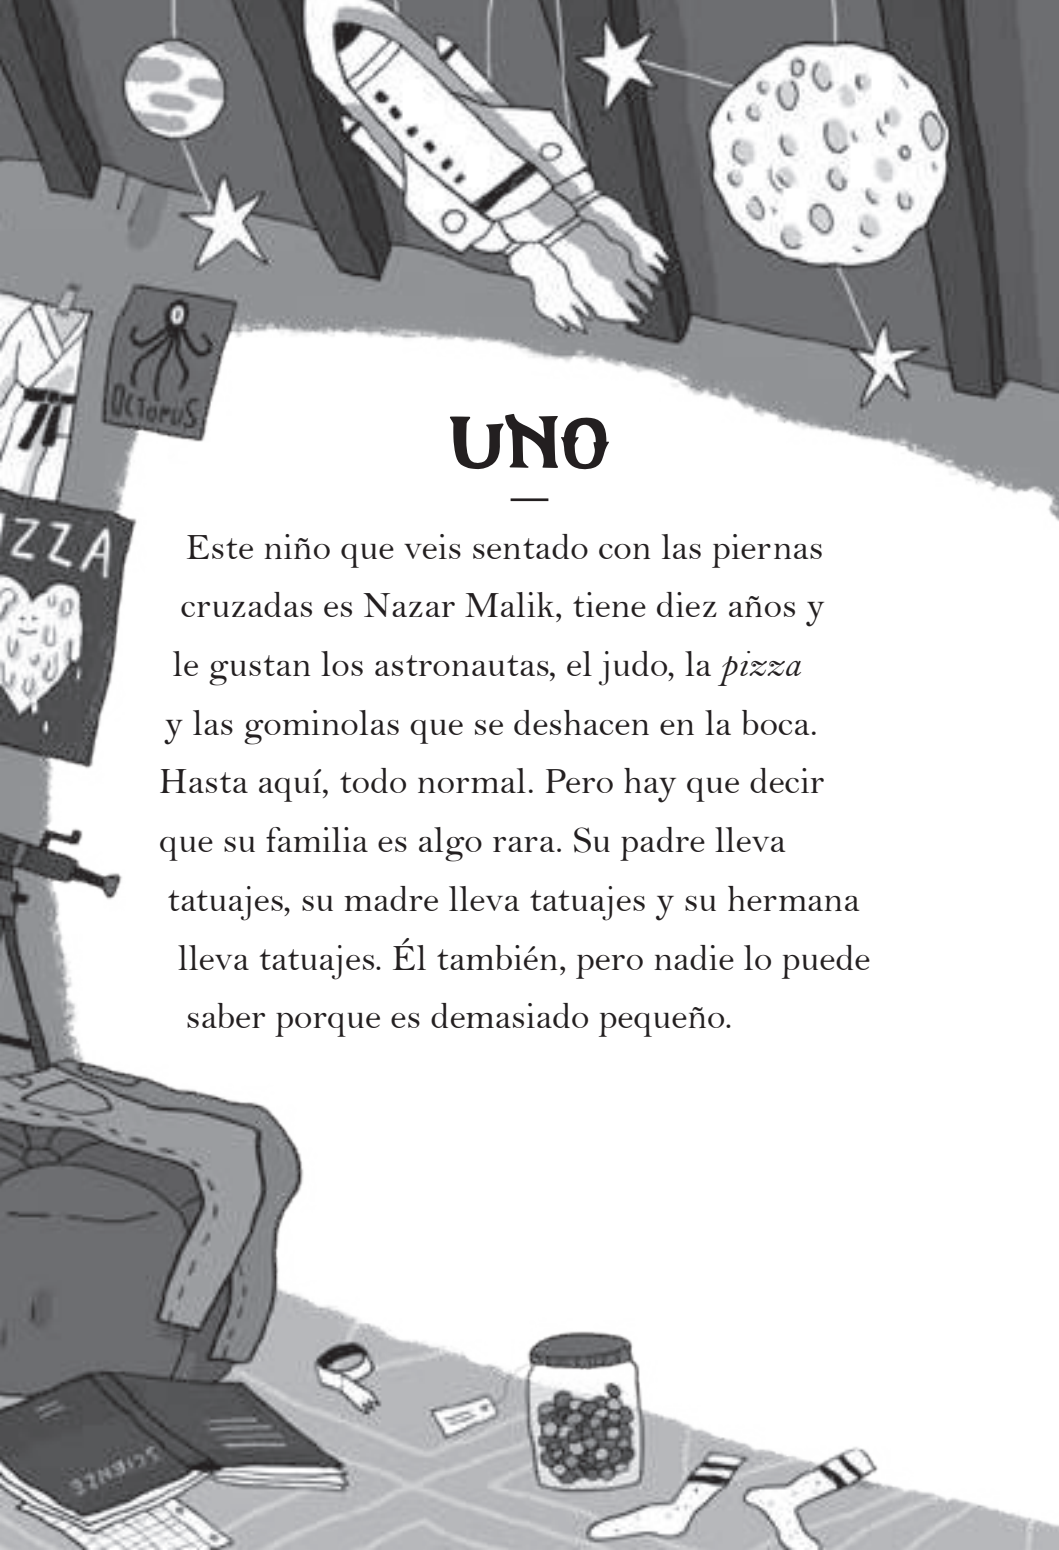 OCTOPUS
IZZA
UNO
Este niño que veis sentado con las piernas
cruzadas es Nazar Malik, tiene diez años y
le gustan los astronautas, el judo, la pizza
y las gominolas que se deshacen en la boca.
Hasta aquí, todo normal. Pero hay que decir
que su familia es algo rara. Su padre lleva
tatuajes, su madre lleva tatuajes y su hermana
lleva tatuajes. Él también, pero nadie lo puede
saber porque es demasiado pequeño.
SCIENZE